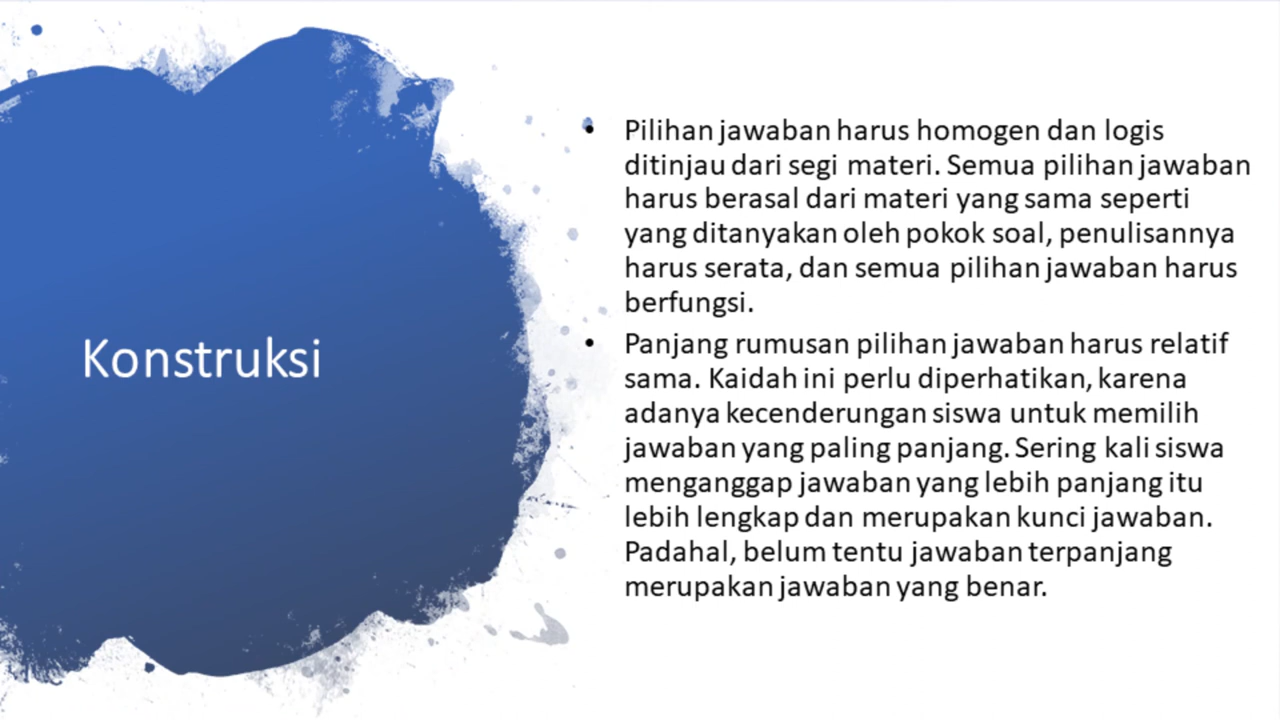 Konstruksi
• Pilihan jawaban harus homogen dan logis
ditinjau dari segi materi. Semua pilihan jawaban
harus berasal dari materi yang sama seperti
yang ditanyakan oleh pokok soal, penulisannya
harus serata, dan semua pilihan jawaban harus
berfungsi.
• Panjang rumusan pilihan jawaban harus relatif
sama. Kaidah ini perlu diperhatikan, karena
adanya kecenderungan siswa untuk memilih
jawaban yang paling panjang. Sering kali siswa
menganggap jawaban yang lebih panjang itu
lebih lengkap dan merupakan kunci jawaban.
Padahal, belum tentu jawaban terpanjang
merupakan jawaban yang benar.